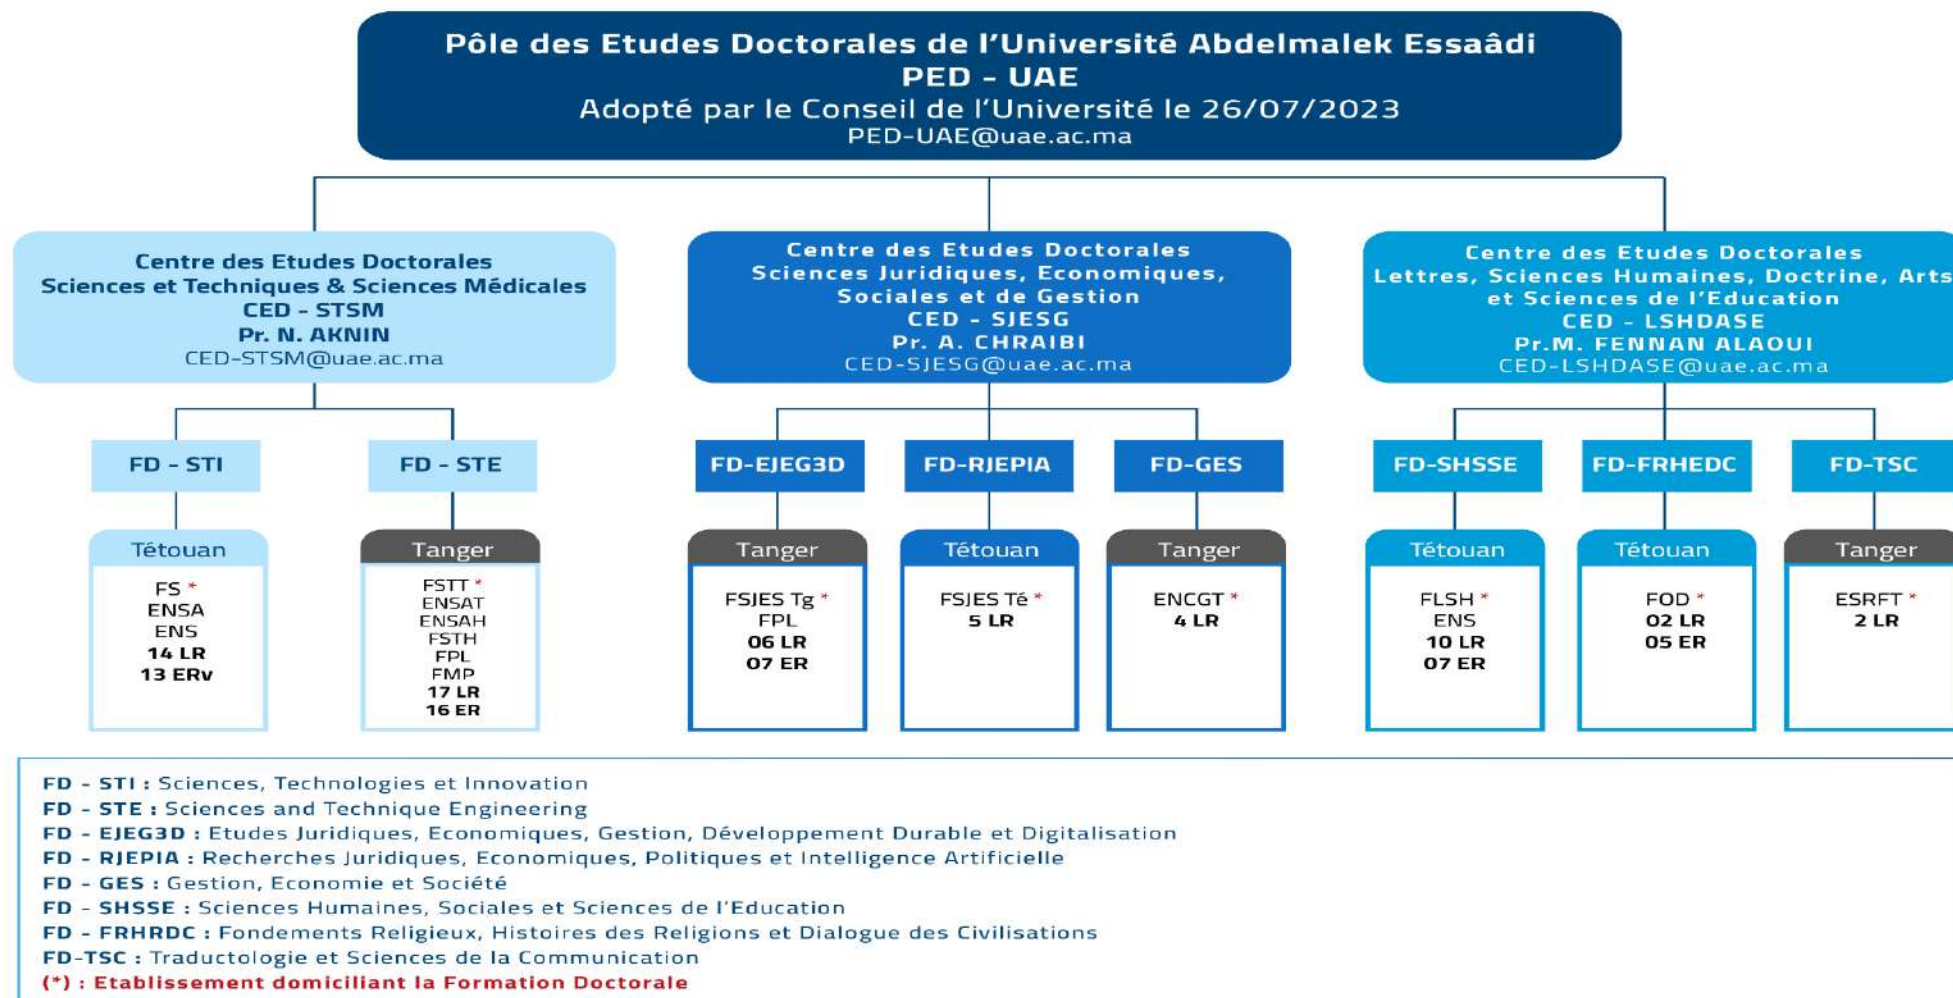 Pôle des Etudes Doctorales de l'Université Abdelmalek Essaâdi
PED - UAE
Adopté par le Conseil de l'Université le 26/07/2023
PED-UAE@uae.ac.ma
Centre des Etudes Doctorales
Sciences et Techniques & Sciences Médicales
CED - STSM
Pr. N. AKNIN
CED-STSM@uae.ac.ma
Centre des Etudes Doctorales
Sciences Juridiques, Economiques,
Sociales et de Gestion
CED - SJESG
Pr. A. CHRAIBI
CED-SJESG@uae.ac.ma
Centre des Etudes Doctorales
Lettres, Sciences Humaines, Doctrine, Arts
et Sciences de l'Education
CED - LSHDASE
Pr.M. FENNAN ALAOUI
CED-LSHDASE@uae.ac.ma
FD - STI
Tétouan
FS *
ENSA
ENS
14 LR
13 ERv
FD - STE
Tanger
FSTT *
ENSAT
ENSAH
FSTH
FPL
FMP
17 LR
16 ER
FD-EJEG3D
Tanger
FSJES Tg *
FPL
06 LR
07 ER
FD-RJEPIA
Tétouan
FSJES Té *
5 LR
FD-GES
Tanger
ENCGT *
4 LR
FD-SHSSE
Tétouan
FLSH *
ENS
10 LR
07 ER
FD-FRHEDC
Tétouan
FOD *
02 LR
05 ER
FD-TSC
Tanger
ESRFT *
2 LR
FD - STI : Sciences, Technologies et Innovation
FD - STE : Sciences and Technique Engineering
FD - EJEG3D : Etudes Juridiques, Economiques, Gestion, Développement Durable et Digitalisation
FD - RJEPIA : Recherches Juridiques, Economiques, Politiques et Intelligence Artificielle
FD - GES : Gestion, Economie et Société
FD - SHSSE : Sciences Humaines, Sociales et Sciences de l'Education
FD - FRHRDC : Fondements Religieux, Histoires des Religions et Dialogue des Civilisations
FD-TSC : Traductologie et Sciences de la Communication
(*) : Etablissement domiciliant la Formation Doctorale